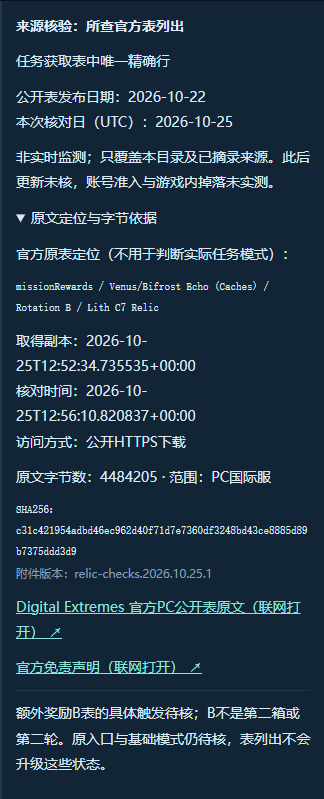 来源核验：所查官方表列出
任务获取表中唯一精确行
公开表发布日期：2026-10-22
本次核对日（UTC）：2026-10-25
非实时监测；只覆盖本目录及已摘录来源。此后
更新未核，账号准入与游戏内掉落未实测。
▼ 原文定位与字节依据
官方原表定位（不用于判断实际任务模式）：
missionRewards / Venus/Bifrost Echo (Caches) /
Rotation B / Lith C7 Relic
取得副本：2026-10-
25T12:52:34.735535+00:00
核对时间：2026-10-
25T12:56:10.820837+00:00
访问方式：公开HTTPS下载
原文字节数：4484205 · 范围：PC国际服
SHA256:
c31c421954adbd46ec962d40f71d7e7360df3248bd43ce8885d89
b7375ddd3d9
附件版本：relic-checks.2026.10.25.1
Digital Extremes 官方PC公开表原文（联网打
开） ↗
官方免责声明（联网打开） ↗
额外奖励B表的具体触发待核；B不是第二箱或
第二轮。原入口与基础模式仍待核，表列出不会
升级这些状态。